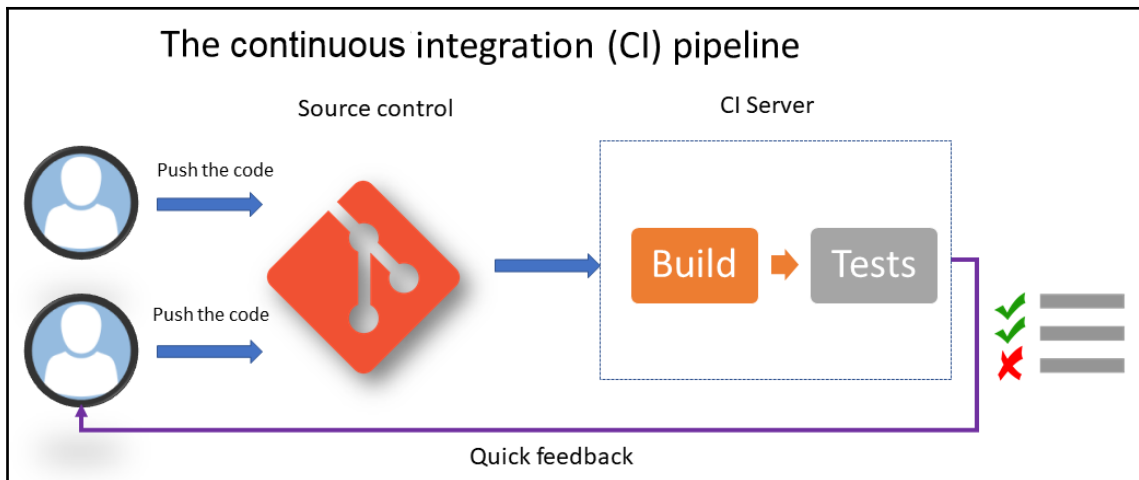 The continuous integration (CI) pipeline
Source control
CI Server
Push the code
Build
Tests
Push the code
Quick feedback